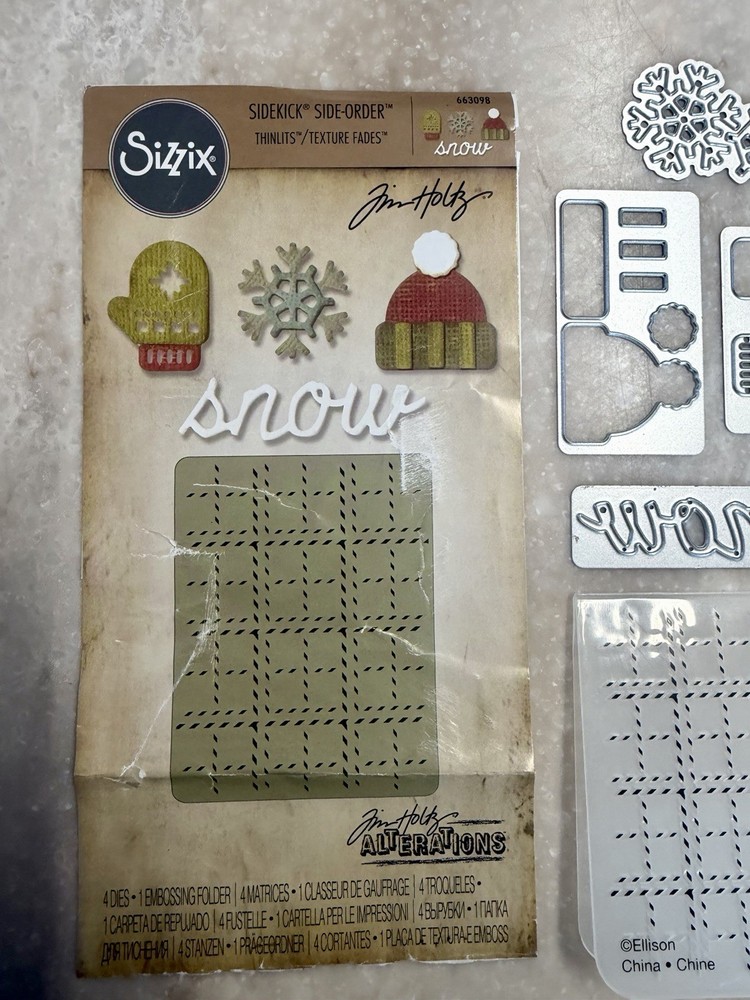 663098
SIDEKICK® SIDE-ORDER™
THINLITS™/TEXTURE FADES™
snow
Sizzix®
Tim Holtz
snow
Tim Holtz
ALTERATIONS
4 DIES • 1 EMBOSSING FOLDER | 4 MATRICES • 1 CLASSEUR DE GAUFRAGE | 4 TROQUELES •
1 CARPETA DE REPUJADO | 4 FUSTELLE • 1 CARTELLA PER LE IMPRESSIONI | 4 ВЫРУБКИ • 1 ПАПКА
ДЛЯ ТИСНЕНИЯ | 4 STANZEN • 1 PRÄGEORDNER | 4 CORTANTES • 1 PLACA DE TEXTURA-E EMBOSS
snow
©Ellison
China • Chine